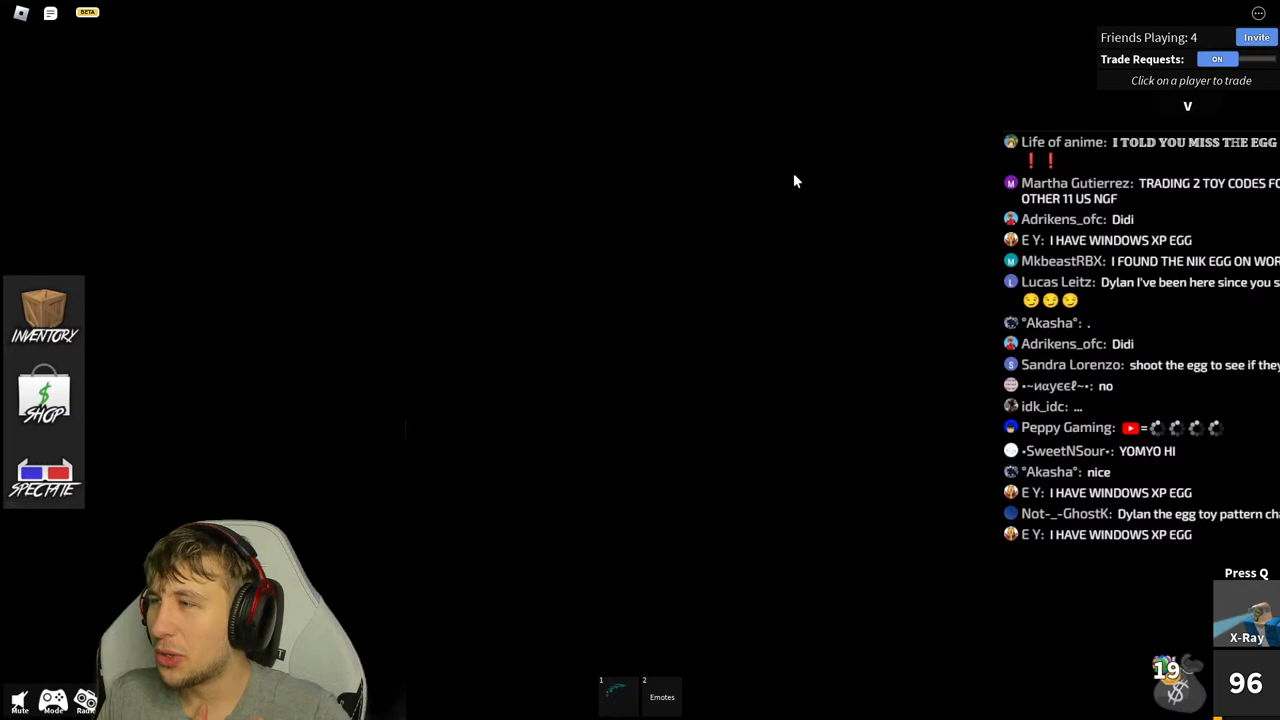 BETA
Friends Playing: 4
Invite
Trade Requests:
ON
Click on a player to trade
V
Life of anime: I TOLD YOU MISS THE EGG
❗ ❗
Martha Gutierrez: TRADING 2 TOY CODES FO
OTHER 11 US NGF
Adrikens_ofc: Didi
E Y: I HAVE WINDOWS XP EGG
MkbeastRBX: I FOUND THE NIK EGG ON WOR
Lucas Leitz: Dylan I've been here since you s
😏😏😏
°Akasha°: .
Adrikens_ofc: Didi
Sandra Lorenzo: shoot the egg to see if they
•~иαyєєℓ~•: no
idk_idc: ...
Peppy Gaming: =
•SweetNSour•: YOMYO HI
°Akasha°: nice
E Y: I HAVE WINDOWS XP EGG
Not-_-GhostK: Dylan the egg toy pattern cha
E Y: I HAVE WINDOWS XP EGG
INVENTORY
$
SHOP
SPECTATE
Press Q
X-Ray
19
$
96
1
2
Emotes
Mute
Mode
Radio